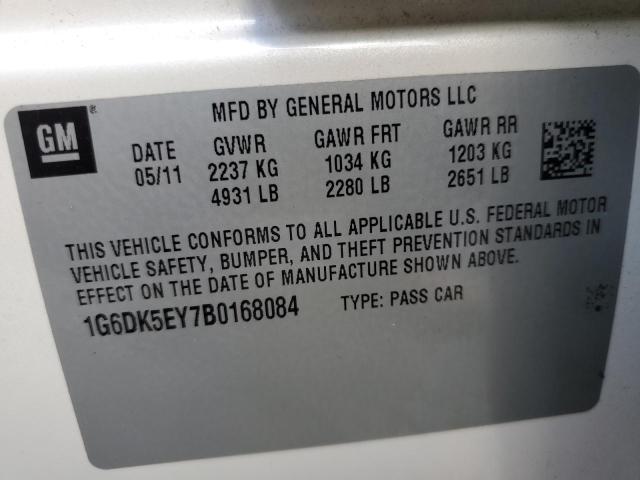 GM ®
MFD BY GENERAL MOTORS LLC
DATE GVWR GAWR FRT GAWR RR
05/11 2237 KG 1034 KG 1203 KG
4931 LB 2280 LB 2651 LB
THIS VEHICLE CONFORMS TO ALL APPLICABLE U.S. FEDERAL MOTOR
VEHICLE SAFETY, BUMPER, AND THEFT PREVENTION STANDARDS IN
EFFECT ON THE DATE OF MANUFACTURE SHOWN ABOVE.
1G6DK5EY7B0168084 TYPE: PASS CAR